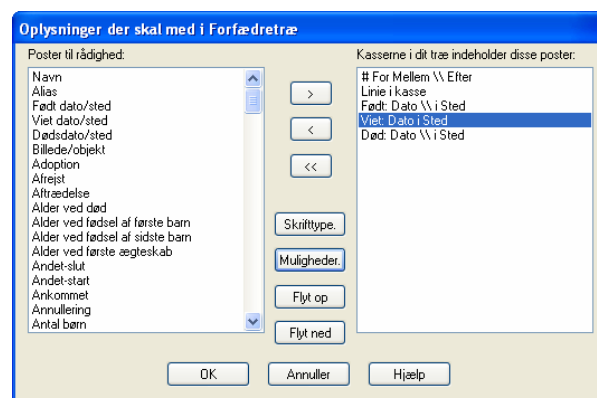 Oplysninger der skal med i Forfædretræ
Poster til rådighed:
Navn
Alias
Født dato/sted
Viet dato/sted
Dødsdato/sted
Billede/objekt
Adoption
Afrejst
Aftrædelse
Alder ved død
Alder ved fødsel af første barn
Alder ved fødsel af sidste barn
Alder ved første ægteskab
Andet-slut
Andet-start
Ankommet
Annullering
Antal børn
>
<
<<
Skrifttype.
Muligheder.
Flyt op
Flyt ned
Kasserne i dit træ indeholder disse poster:
# For Mellem \\ Efter
Linie i kasse
Født: Dato \\ i Sted
Viet: Dato i Sted
Død: Dato \\ i Sted
OK
Annuller
Hjælp